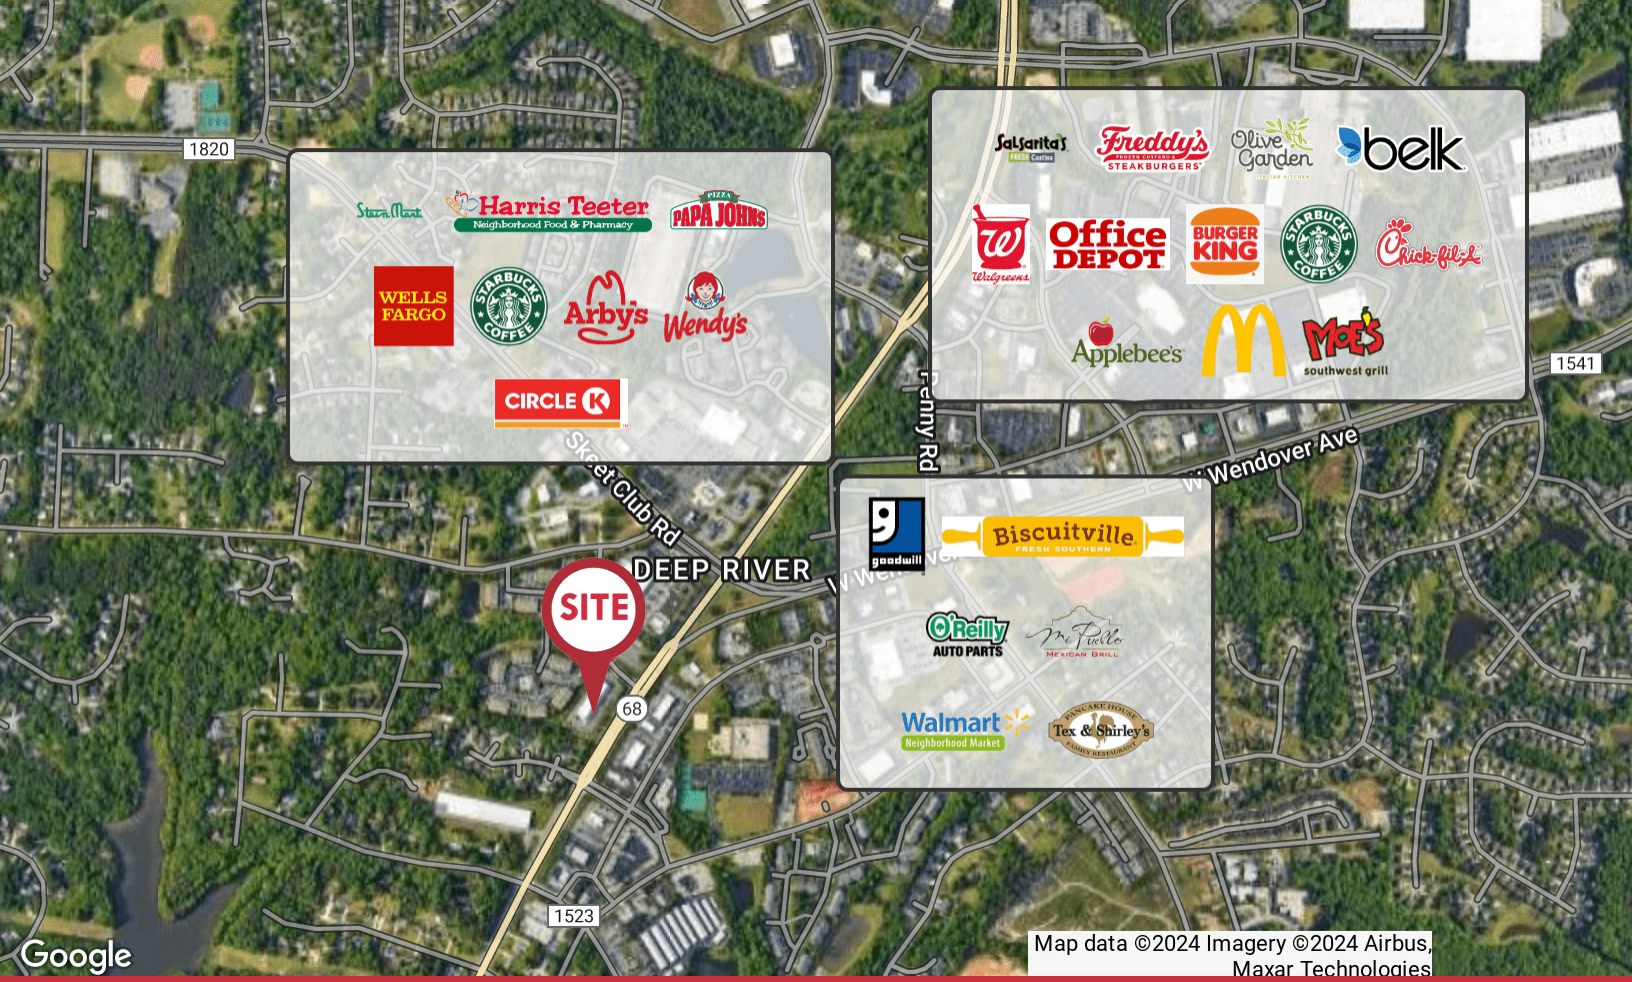 1820
Stein Mart
Harris Teeter
Neighborhood Food & Pharmacy
PIZZA
PAPA JOHNS
WELLS
FARGO
STARBUCKS
COFFEE
Arby's
Wendy's
CIRCLE K
Salsarita's
FRESH Cantina
Freddy's
FROZEN CUSTARD &
STEAKBURGERS
Olive
Garden
ITALIAN KITCHEN
belk
W
Walgreens
Office
DEPOT
BURGER
KING
STARBUCKS
COFFEE
Chick-fil-A
Applebee's
MOE'S
southwest grill
1541
Penny Rd
W Wendover Ave
Skeet Club Rd
DEEP RIVER
SITE
68
goodwill
Biscuitville
FRESH SOUTHERN
O'Reilly
AUTO PARTS
Mi Pueblo
MEXICAN GRILL
Walmart
Neighborhood Market
PANCAKE HOUSE
Tex & Shirley's
FAMILY RESTAURANT
1523
Google
Map data ©2024 Imagery ©2024 Airbus,
Maxar Technologies